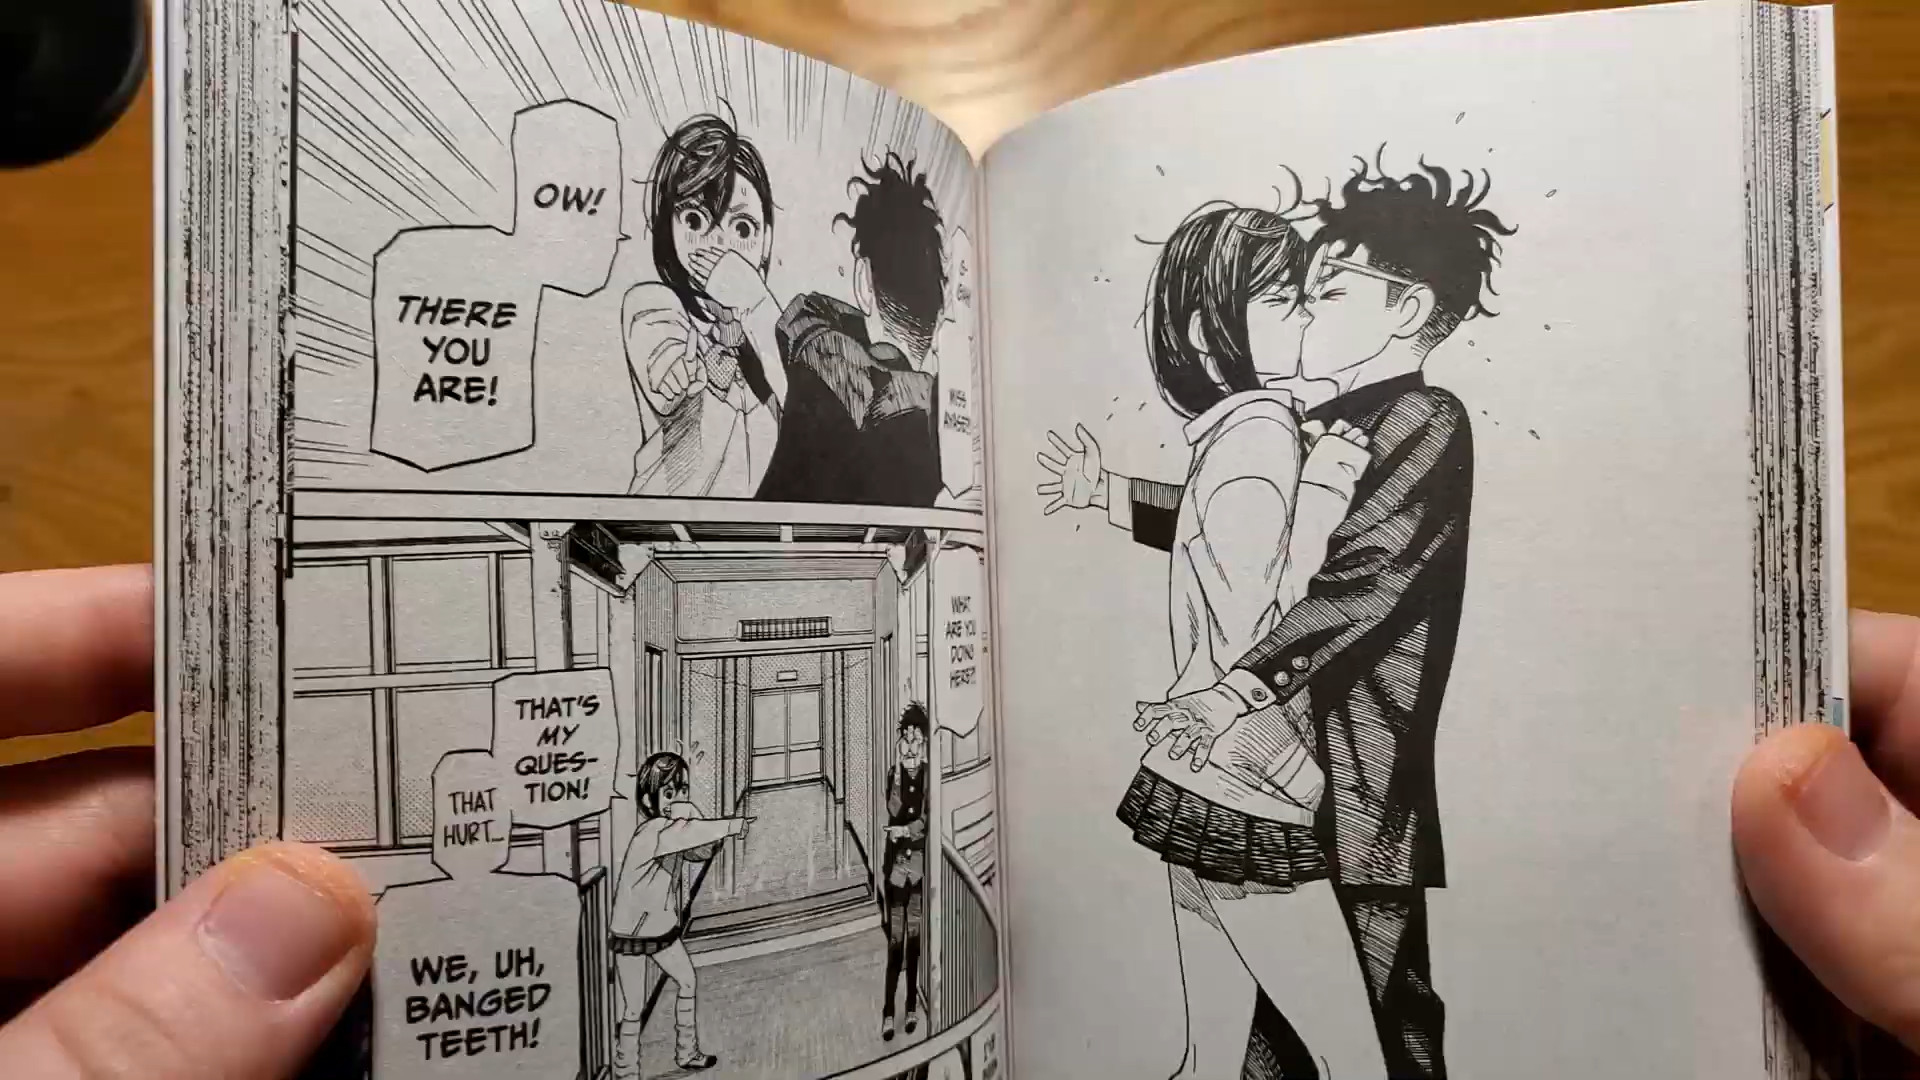 MISS
AYASE?!
OW!
THERE
YOU
ARE!
WHAT
ARE YOU
DOING
HERE?!
THAT'S
MY
QUES-
TION!
THAT
HURT...
WE, UH,
BANGED
TEETH!